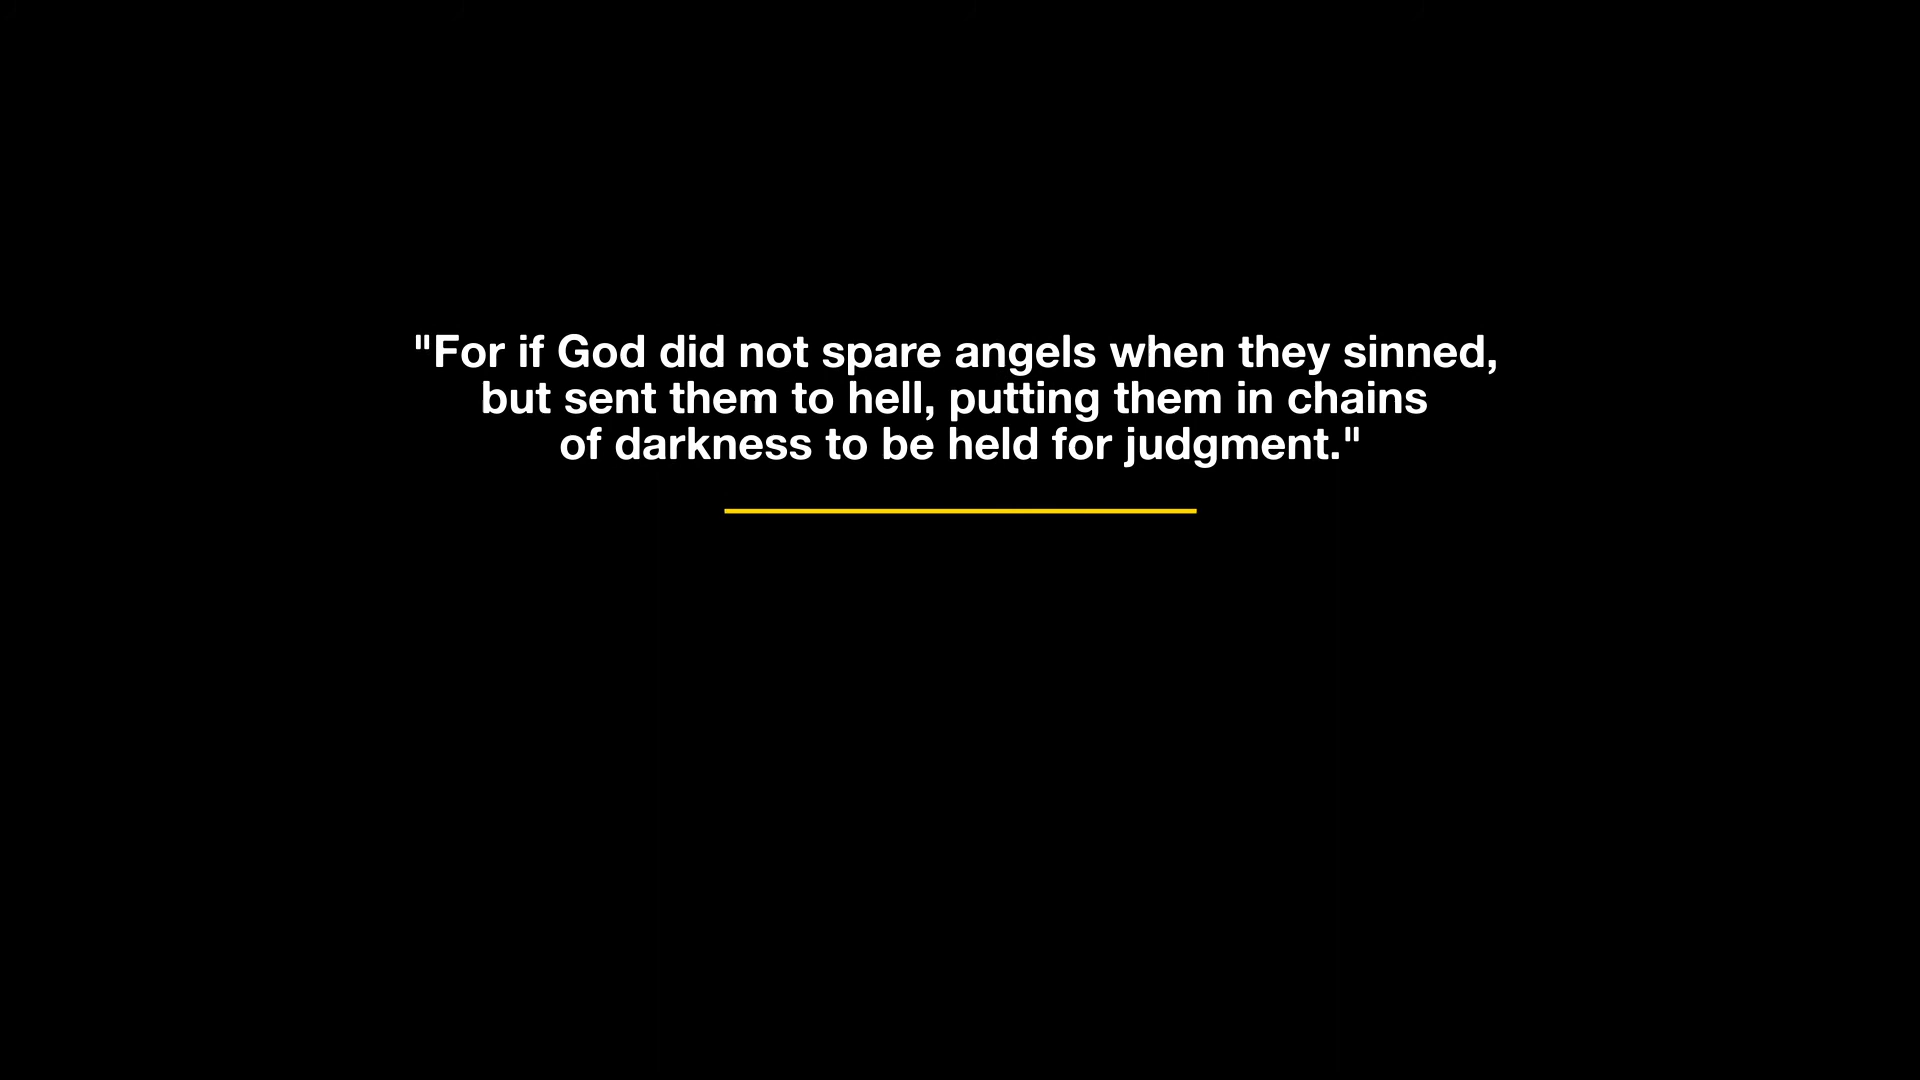 "For if God did not spare angels when they sinned,
but sent them to hell, putting them in chains
of darkness to be held for judgment."